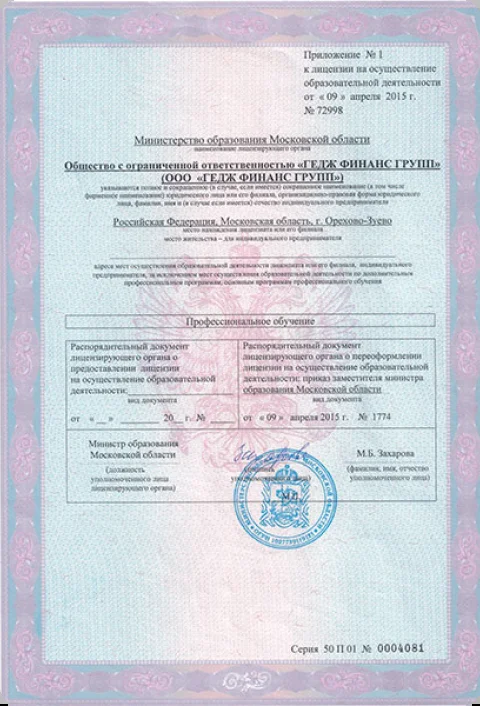 Приложение № 1
к лицензии на осуществление
образовательной деятельности
от « 09 » апреля 2015 г.
№ 72998
Министерство образования Московской области
наименование лицензирующего органа
Общество с ограниченной ответственностью «ГЕДЖ ФИНАНС ГРУПП»
(ООО «ГЕДЖ ФИНАНС ГРУПП»)
указываются полное и сокращенное (в случае, если имеется) сокращенное наименование (в том числе
фирменное наименование) юридического лица или его филиала, организационно-правовая форма юридического
лица, фамилия, имя и (в случае если имеется) отчество индивидуального предпринимателя
Российская Федерация, Московская область, г. Орехово-Зуево
место нахождения лицензиата или его филиала
место жительства – для индивидуального предпринимателя
адреса мест осуществления образовательной деятельности лицензиата или его филиала, индивидуального
предпринимателя, за исключением мест осуществления образовательной деятельности по дополнительным
профессиональным программам, основным программам профессионального обучения
Профессиональное обучение
Распорядительный документ
лицензирующего органа о
предоставлении лицензии
на осуществление образовательной
деятельности:
вид документа
от « __ » ________ 20__ г. № ____
Распорядительный документ
лицензирующего органа о переоформлении
лицензии на осуществление образовательной
деятельности: приказ заместителя министра
образования Московской области
вид документа
от « 09 » апреля 2015 г. № 1774
Министр образования
Московской области
(должность
уполномоченного лица
лицензирующего органа)
(подпись
уполномоченного лица)
М.П.
М.Б. Захарова
(фамилия, имя, отчество
уполномоченного лица)
Серия 50 П 01 № 0004081